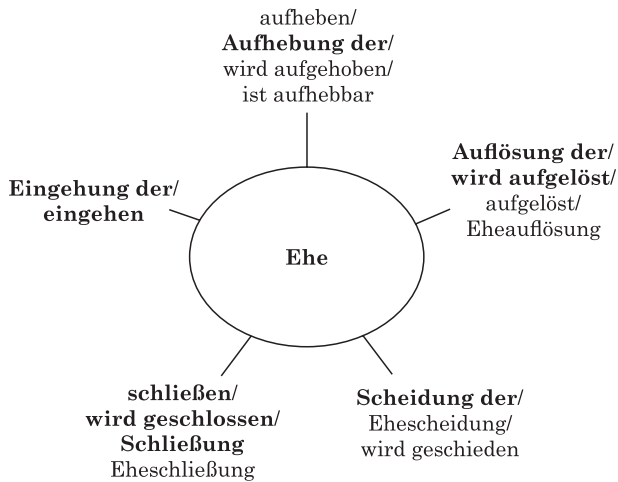 aufheben/
Aufhebung der/
wird aufgehoben/
ist aufhebbar
Auflösung der/
wird aufgelöst/
aufgelöst/
Eheauflösung
Eingehung der/
eingehen
Ehe
schließen/
wird geschlossen/
Schließung
Eheschließung
Scheidung der/
Ehescheidung/
wird geschieden